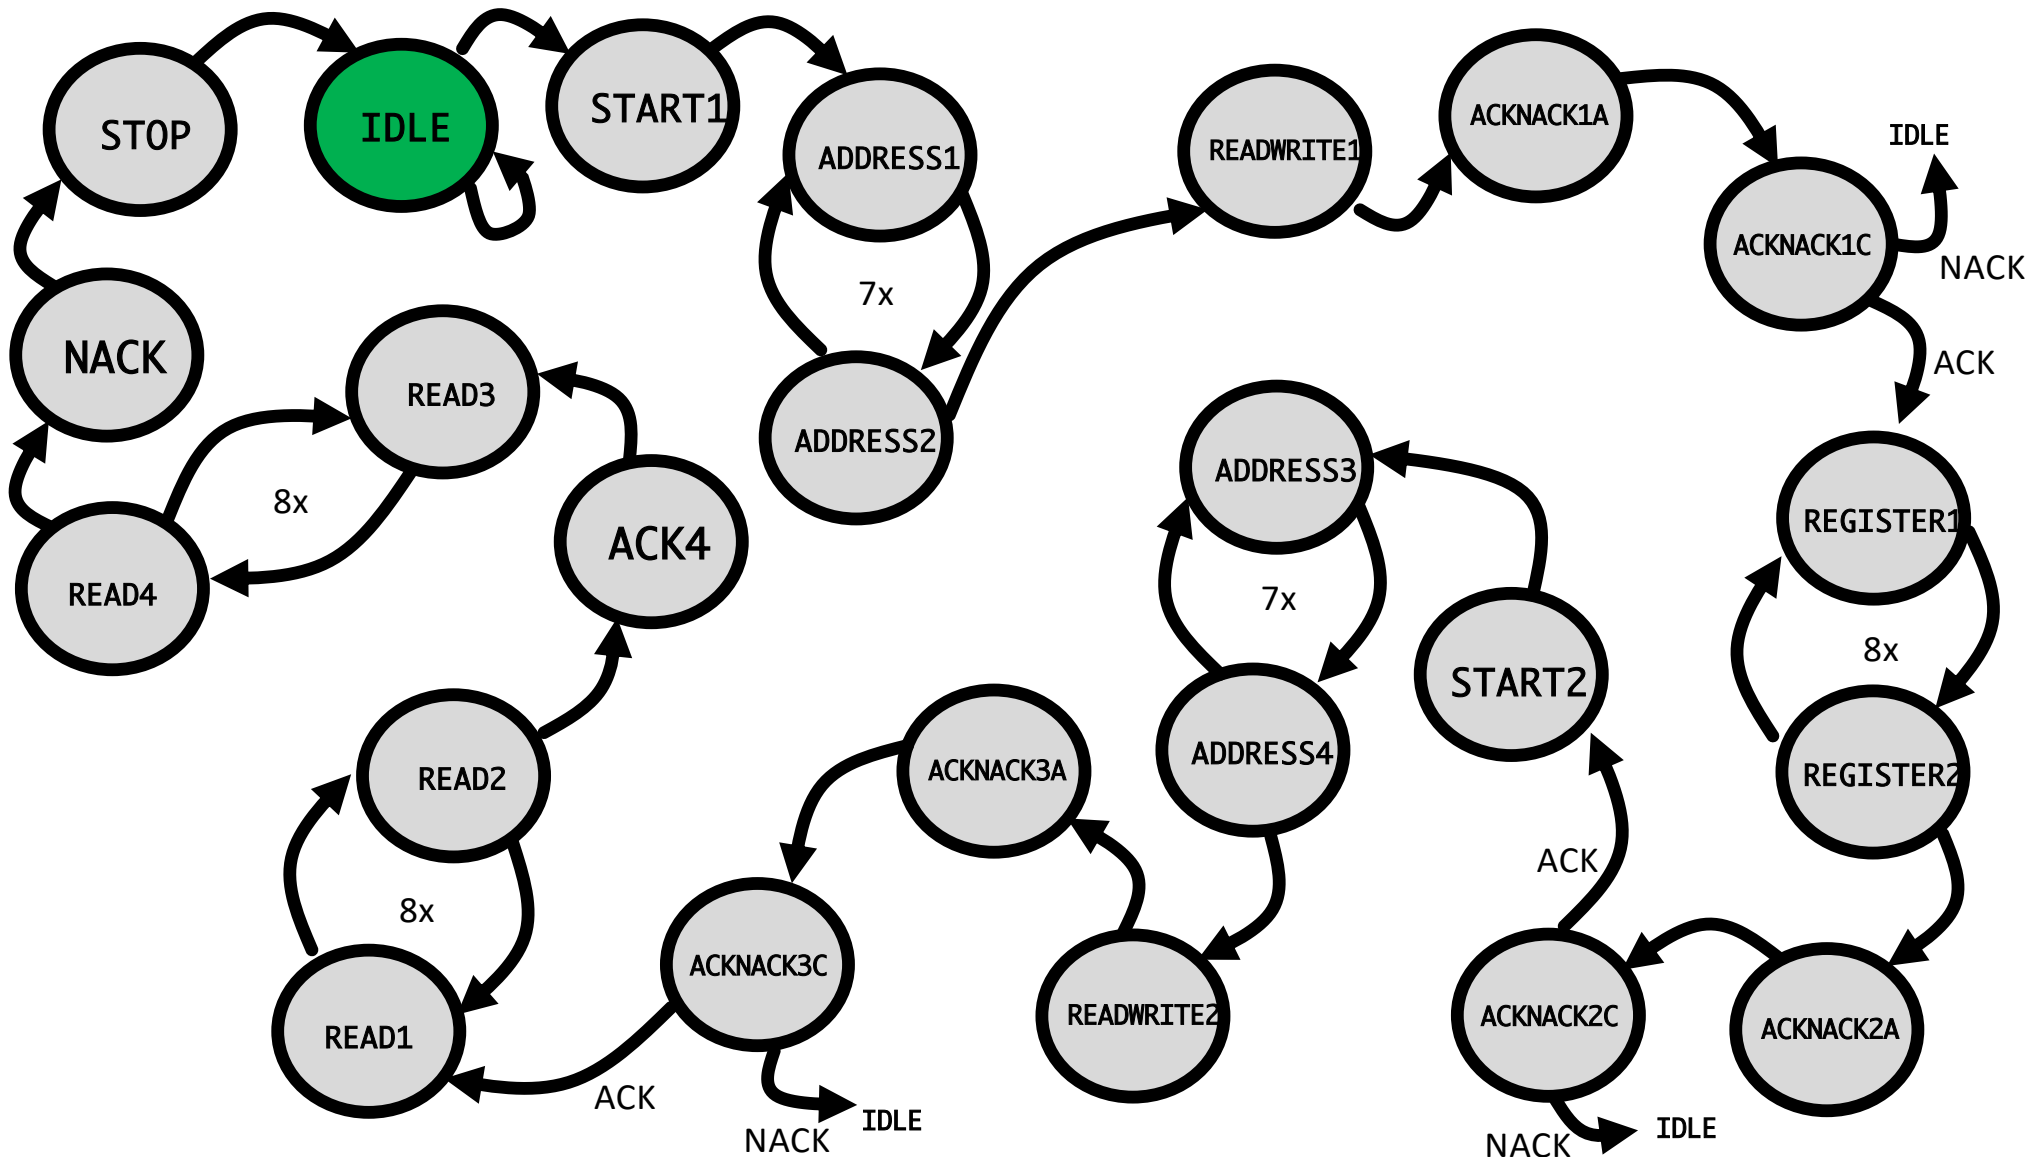 STOP
IDLE
START1
ADDRESS1
READWRITE1
ACKNACK1A
IDLE
ACKNACK1C
NACK
7x
NACK
READ3
ACK
ADDRESS2
ADDRESS3
8x
ACK4
REGISTER1
READ4
7x
START2
8x
READ2
ACKNACK3A
ADDRESS4
REGISTER2
ACK
8x
ACKNACK3C
READWRITE2
ACKNACK2C
ACKNACK2A
READ1
ACK
NACK
IDLE
NACK
IDLE